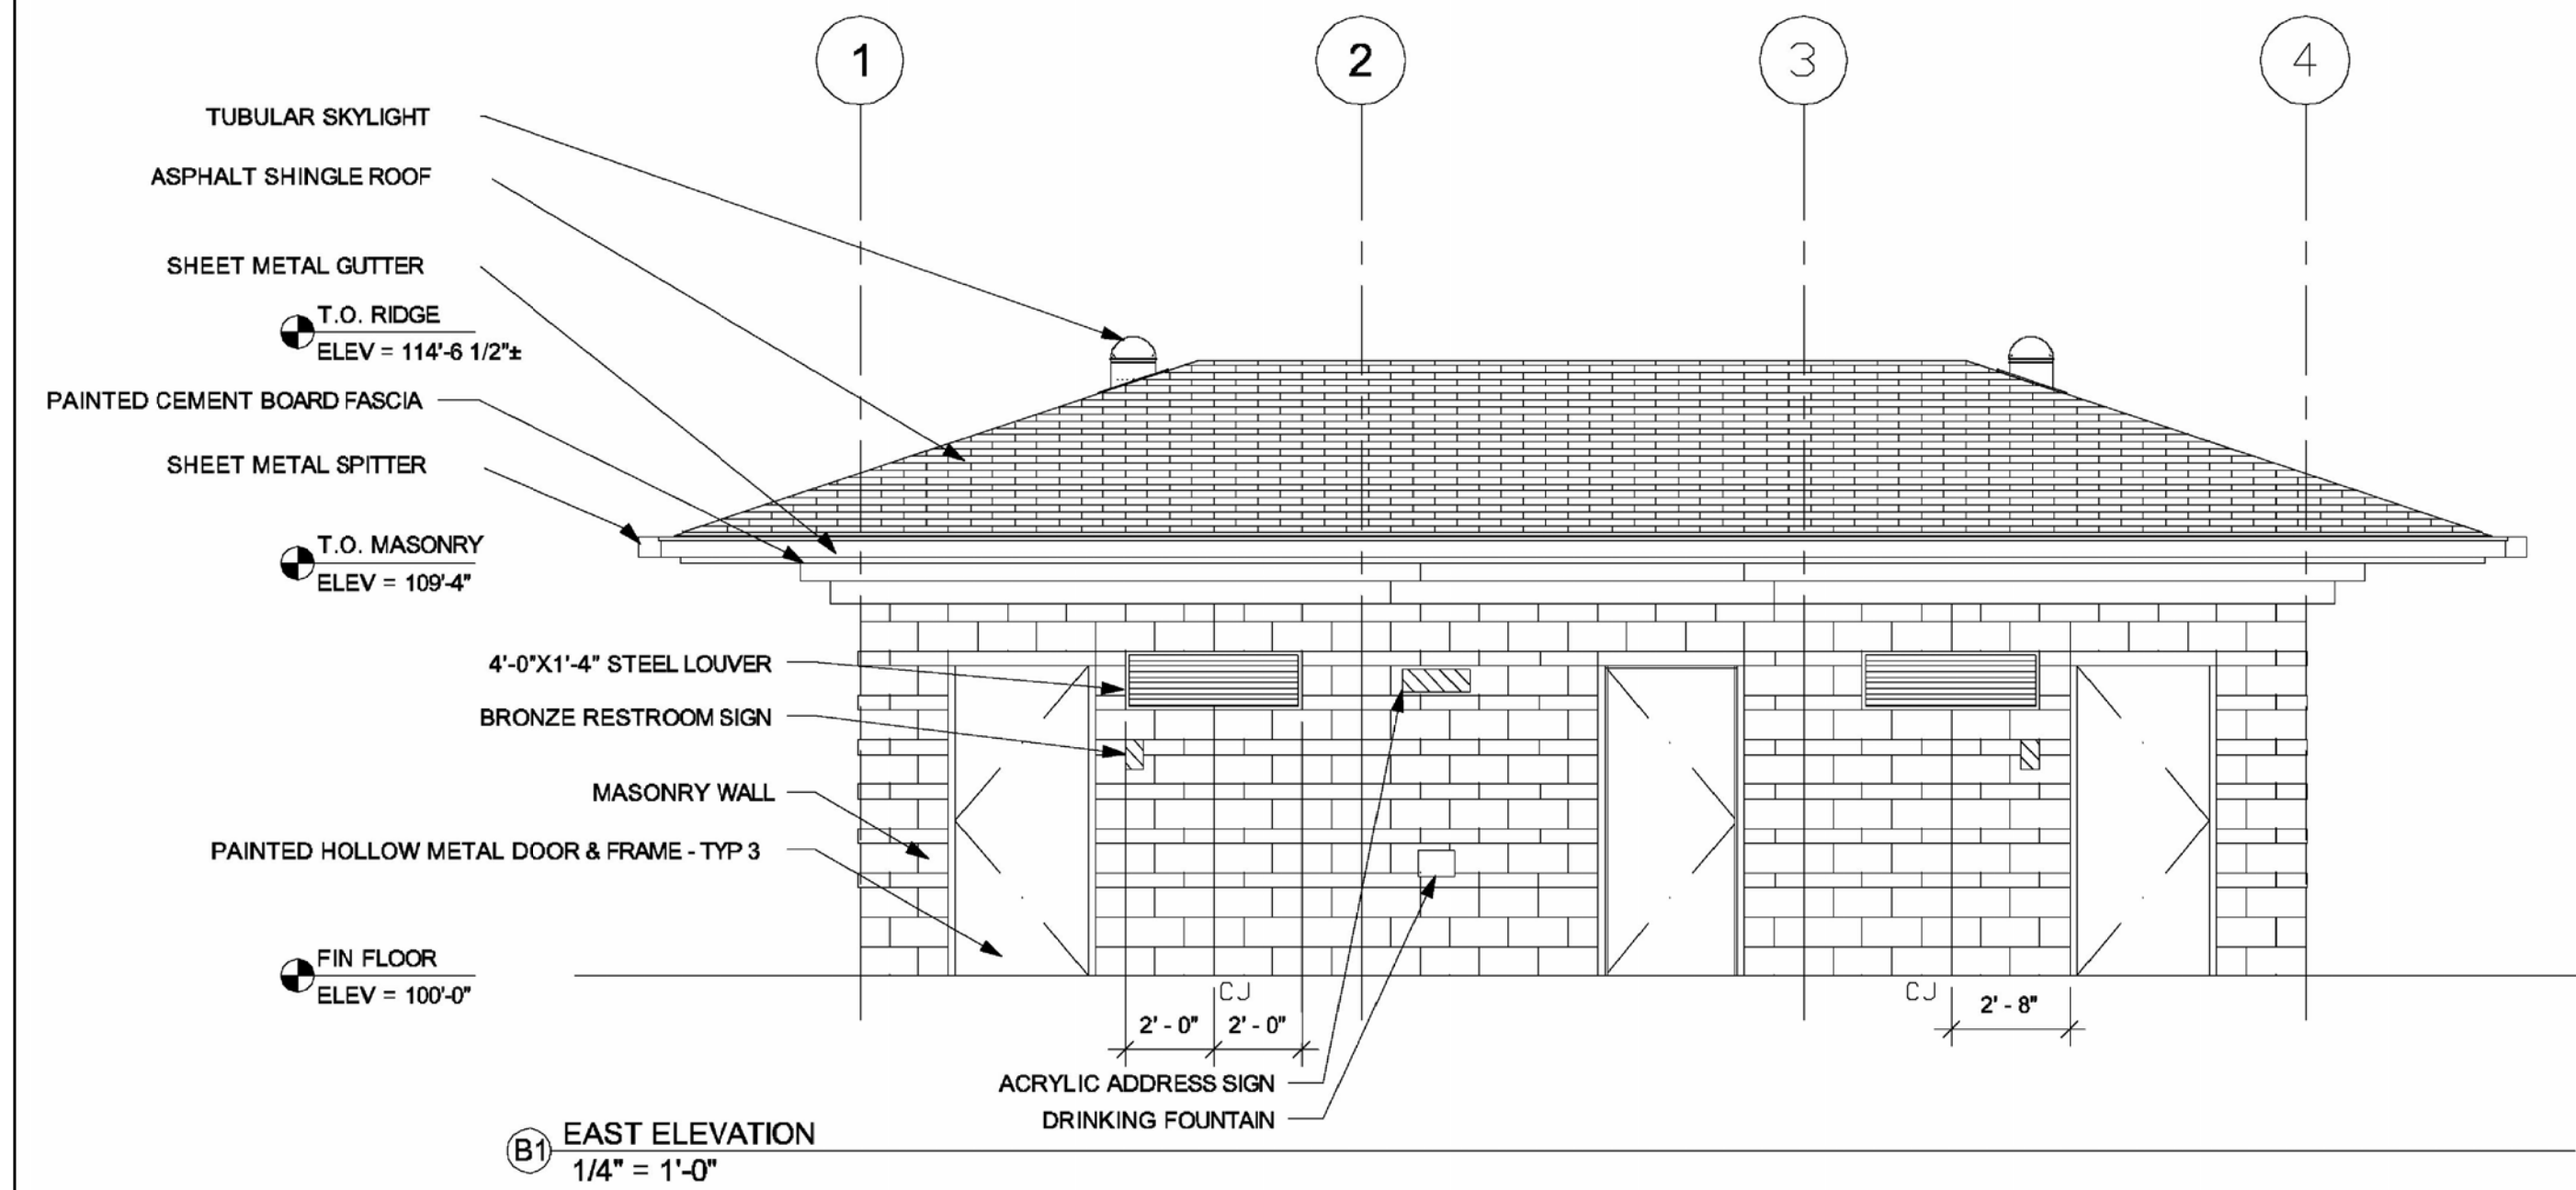 1
2
3
4
TUBULAR SKYLIGHT
ASPHALT SHINGLE ROOF
SHEET METAL GUTTER
T.O. RIDGE
ELEV = 114'-6 1/2"±
PAINTED CEMENT BOARD FASCIA
SHEET METAL SPITTER
T.O. MASONRY
ELEV = 109'-4"
4'-0"X1'-4" STEEL LOUVER
BRONZE RESTROOM SIGN
MASONRY WALL
PAINTED HOLLOW METAL DOOR & FRAME - TYP 3
FIN FLOOR
ELEV = 100'-0"
CJ
CJ
2' - 0"
2' - 0"
2' - 8"
ACRYLIC ADDRESS SIGN
DRINKING FOUNTAIN
B1
EAST ELEVATION
1/4" = 1'-0"